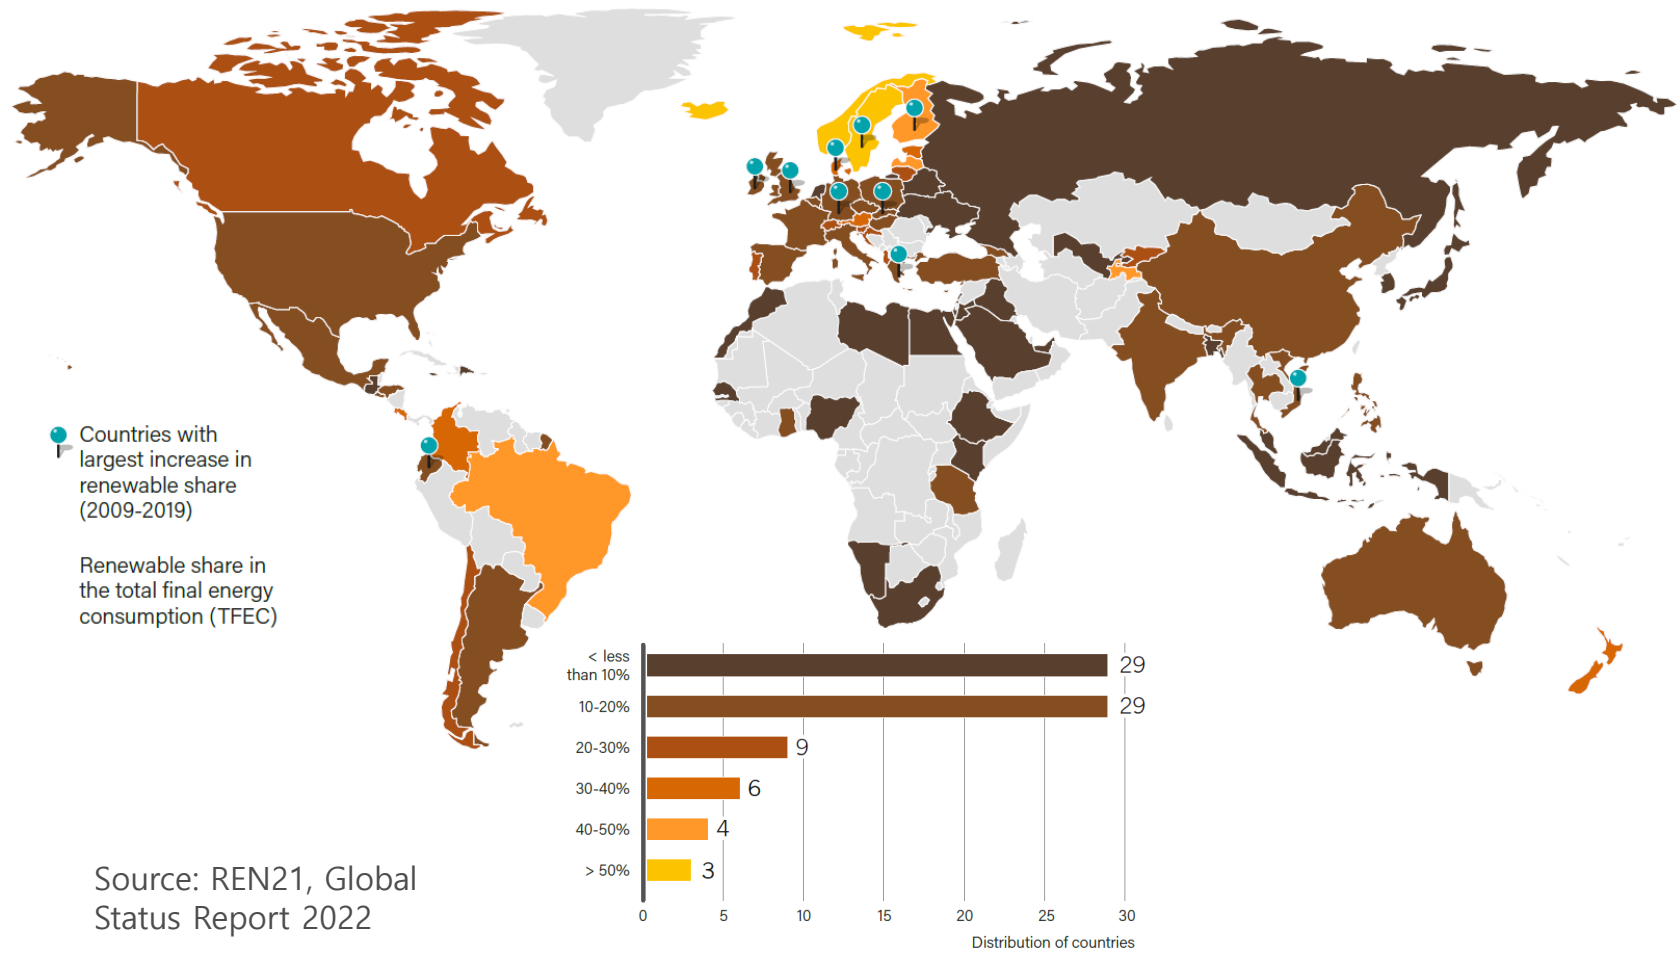 Countries with
largest increase in
renewable share
(2009-2019)
Renewable share in
the total final energy
consumption (TFEC)
< less
than 10%
29
10-20%
29
20-30%
9
30-40%
6
40-50%
4
> 50%
3
0 5 10 15 20 25 30
Distribution of countries
Source: REN21, Global
Status Report 2022